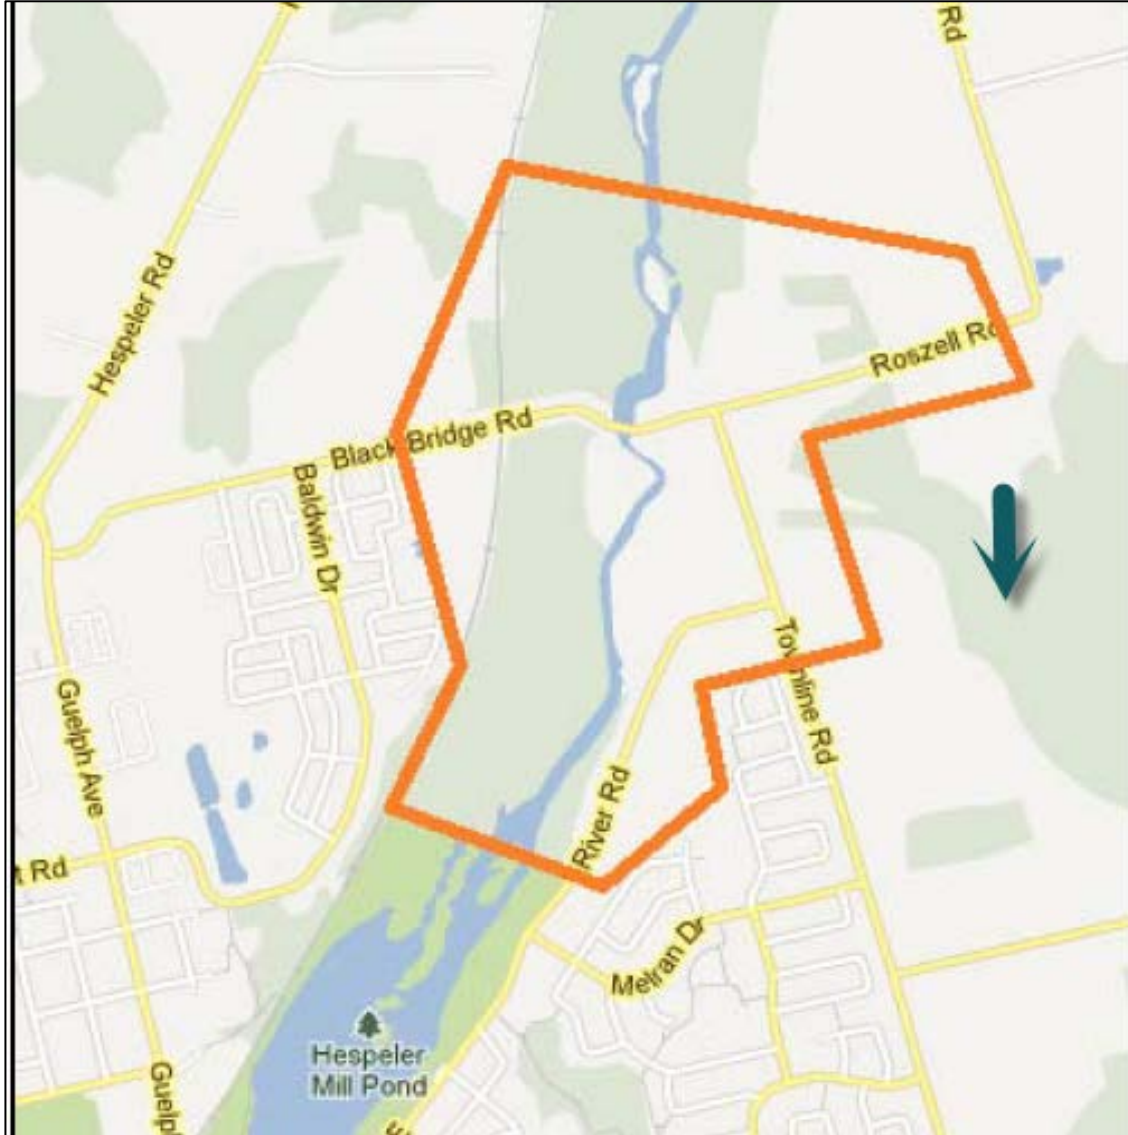 Rd
Hespeler Rd
Roszell Rd
Black Bridge Rd
Baldwin Dr
Townline Rd
Guelph Ave
River Rd
Rd
Melran Dr
Hespeler
Mill Pond